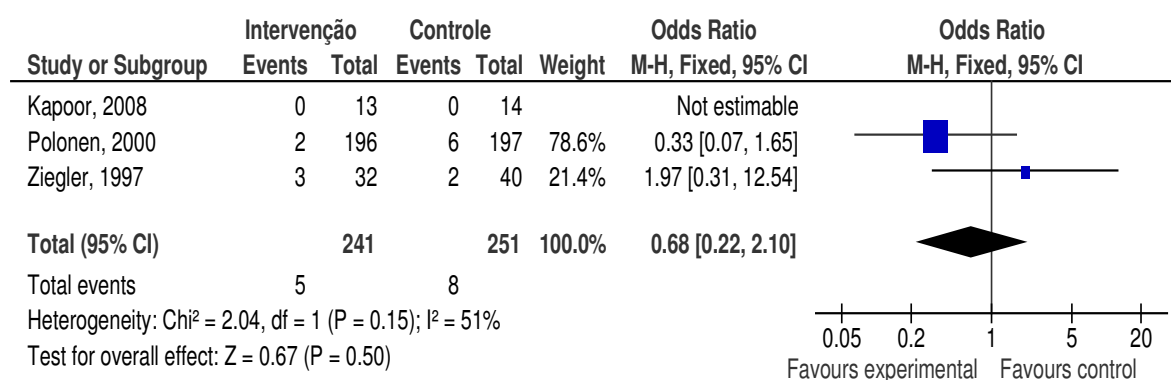 Intervenção Controle Odds Ratio Odds Ratio
Study or Subgroup Events Total Events Total Weight M-H, Fixed, 95% CI M-H, Fixed, 95% CI
Kapoor, 2008 0 13 0 14 Not estimable
Polonen, 2000 2 196 6 197 78.6% 0.33 [0.07, 1.65]
Ziegler, 1997 3 32 2 40 21.4% 1.97 [0.31, 12.54]
Total (95% CI) 241 251 100.0% 0.68 [0.22, 2.10]
Total events 5 8
Heterogeneity: Chi² = 2.04, df = 1 (P = 0.15); I² = 51%
Test for overall effect: Z = 0.67 (P = 0.50)
0.05 0.2 1 5 20
Favours experimental Favours control